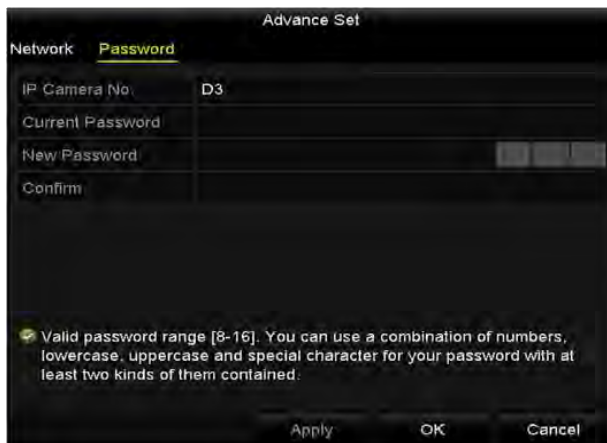 Advance Set
Network Password
IP Camera No. D3
Current Password
New Password
Confirm
Valid password range [8-16]. You can use a combination of numbers,
lowercase, uppercase and special character for your password with at
least two kinds of them contained.
Apply OK Cancel